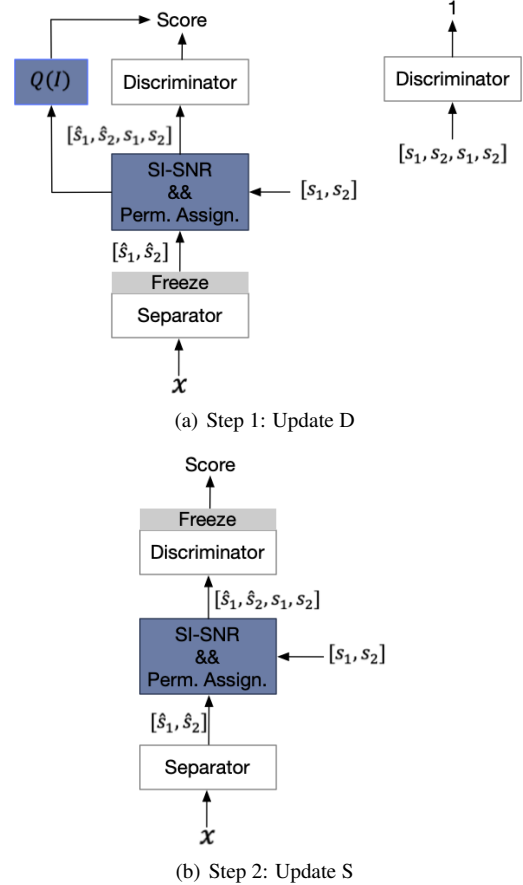 1
Score
Q(I)
Discriminator
Discriminator
[ŝ₁, ŝ₂, s₁, s₂]
[s₁, s₂, s₁, s₂]
SI-SNR
&&
Perm. Assign.
[s₁, s₂]
[ŝ₁, ŝ₂]
Freeze
Separator
x
(a) Step 1: Update D
Score
Freeze
Discriminator
[ŝ₁, ŝ₂, s₁, s₂]
SI-SNR
&&
Perm. Assign.
[s₁, s₂]
[ŝ₁, ŝ₂]
Separator
x
(b) Step 2: Update S